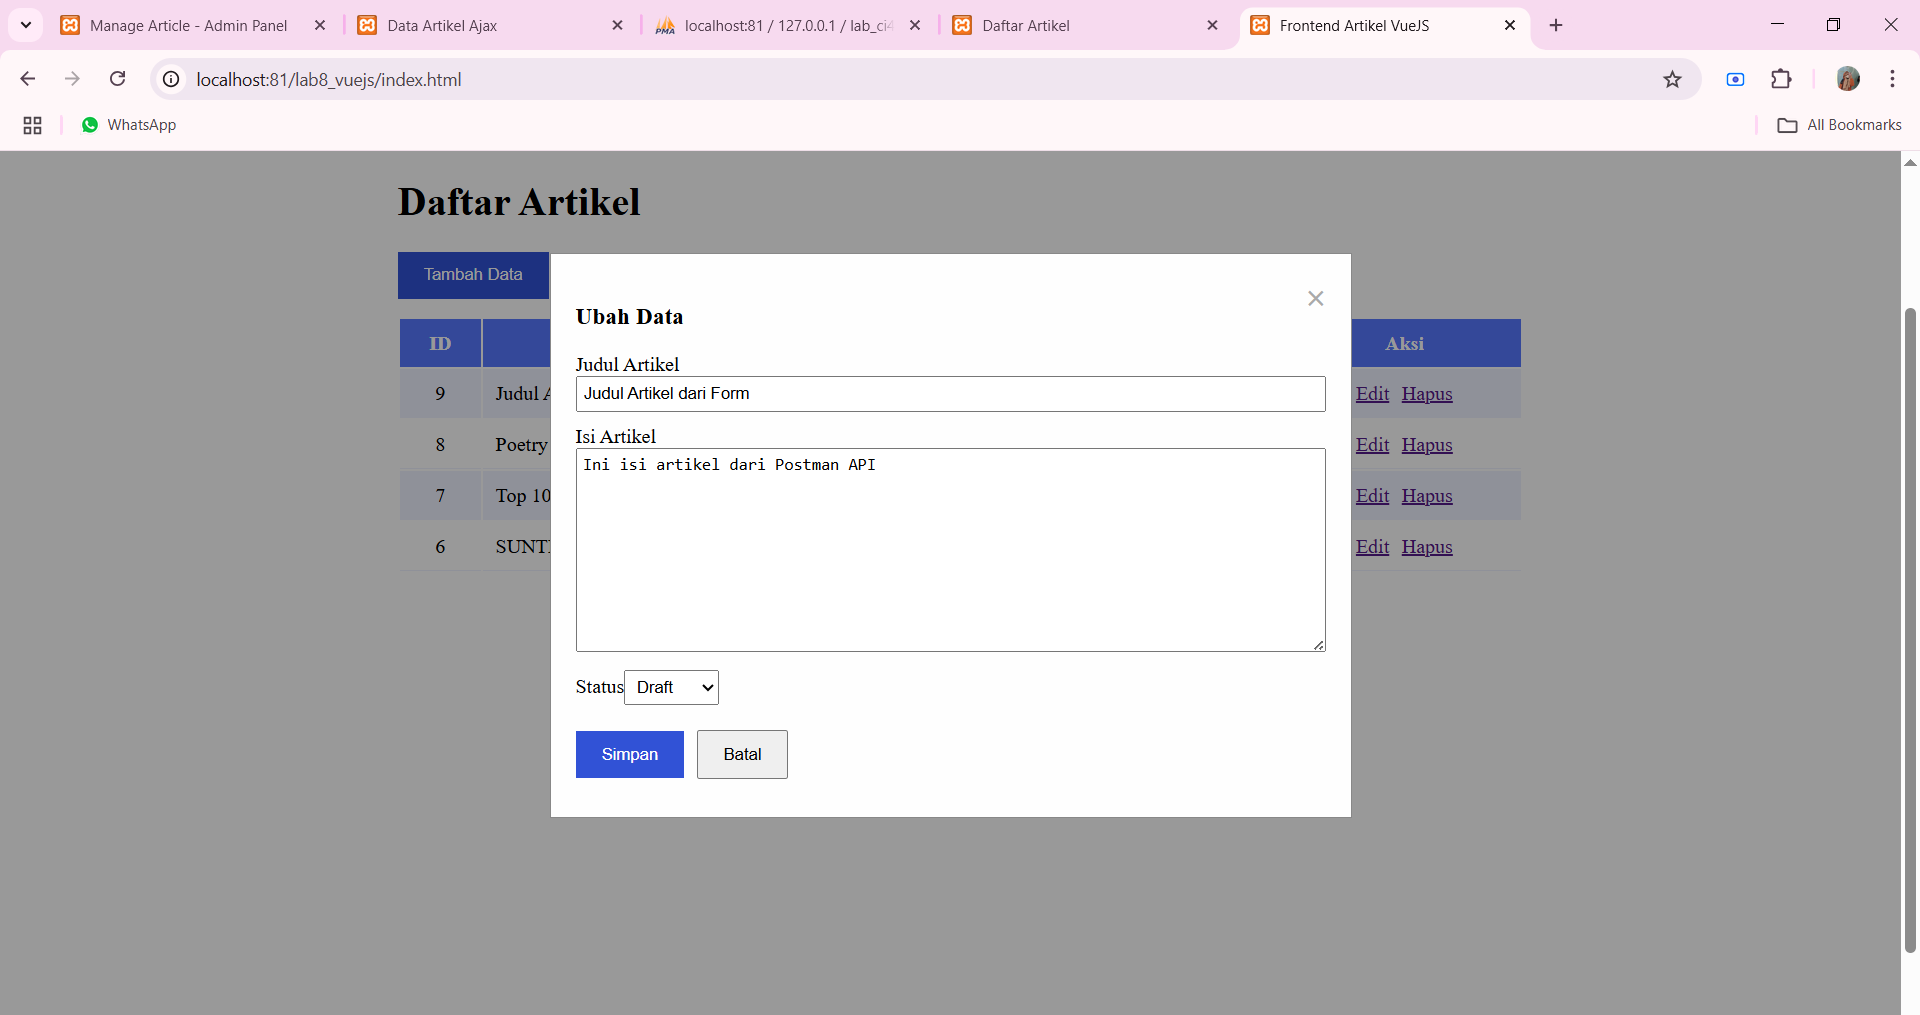 Manage Article - Admin Panel
Data Artikel Ajax
localhost:81 / 127.0.0.1 / lab_ci4
Daftar Artikel
Frontend Artikel VueJS
localhost:81/lab8_vuejs/index.html
WhatsApp
All Bookmarks
Daftar Artikel
Tambah Data
ID
Aksi
9
Judul A
Edit Hapus
8
Poetry
Edit Hapus
7
Top 10
Edit Hapus
6
SUNT
Edit Hapus
Ubah Data
Judul Artikel
Judul Artikel dari Form
Isi Artikel
Ini isi artikel dari Postman API
Status Draft
Simpan
Batal